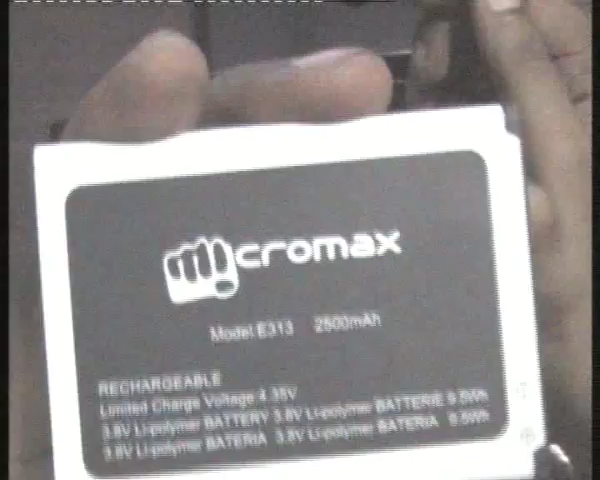 micromax
Model E313 2500mAh
RECHARGEABLE
Limited Charge Voltage 4.35V
3.8V Li-polymer BATTERY 3.8V Li-polymer BATTERIE 9.5Wh
3.8V Li-polymer BATERIA 3.8V Li-polymer BATERIA 9.5Wh